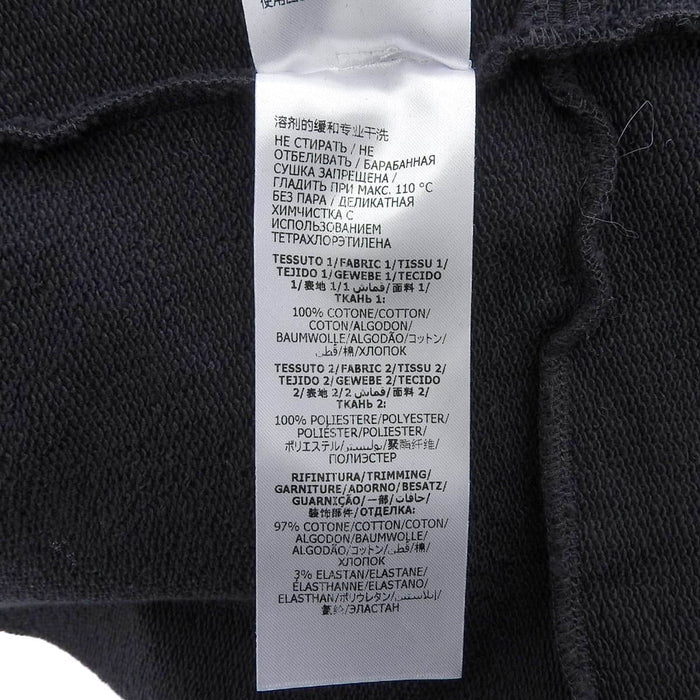 溶剂的缓和专业干洗
НЕ СТИРАТЬ / НЕ
ОТБЕЛИВАТЬ / БАРАБАННАЯ
СУШКА ЗАПРЕЩЕНА /
ГЛАДИТЬ ПРИ МАКС. 110 °C
БЕЗ ПАРА / ДЕЛИКАТНАЯ
ХИМЧИСТКА С
ИСПОЛЬЗОВАНИЕМ
ТЕТРАХЛОРЭТИЛЕНА
TESSUTO 1/FABRIC 1/TISSU 1/
TEJIDO 1/GEWEBE 1/TECIDO
1/表地 1/قماش 1/面料 1/
ТКАНЬ 1:
100% COTONE/COTTON/
COTON/ALGODON/
BAUMWOLLE/ALGODÃO/コットン/
قطن/棉/ХЛОПОК
TESSUTO 2/FABRIC 2/TISSU 2/
TEJIDO 2/GEWEBE 2/TECIDO
2/表地 2/قماش 2/面料 2/
ТКАНЬ 2:
100% POLIESTERE/POLYESTER/
POLIÉSTER/POLIESTER/
ポリエステル/بوليستر/聚酯纤维/
ПОЛИЭСТЕР
RIFINITURA/TRIMMING/
GARNITURE/ADORNO/BESATZ/
GUARNIÇÃO/一部/حافات/
装饰部件/ОТДЕЛКА:
97% COTONE/COTTON/COTON/
ALGODON/BAUMWOLLE/
ALGODÃO/コットン/قطن/棉/
ХЛОПОК
3% ELASTAN/ELASTANE/
ELASTHANNE/ELASTANO/
ELASTHAN/ポリウレタン/إيلاستين/
氨纶/ЭЛАСТАН